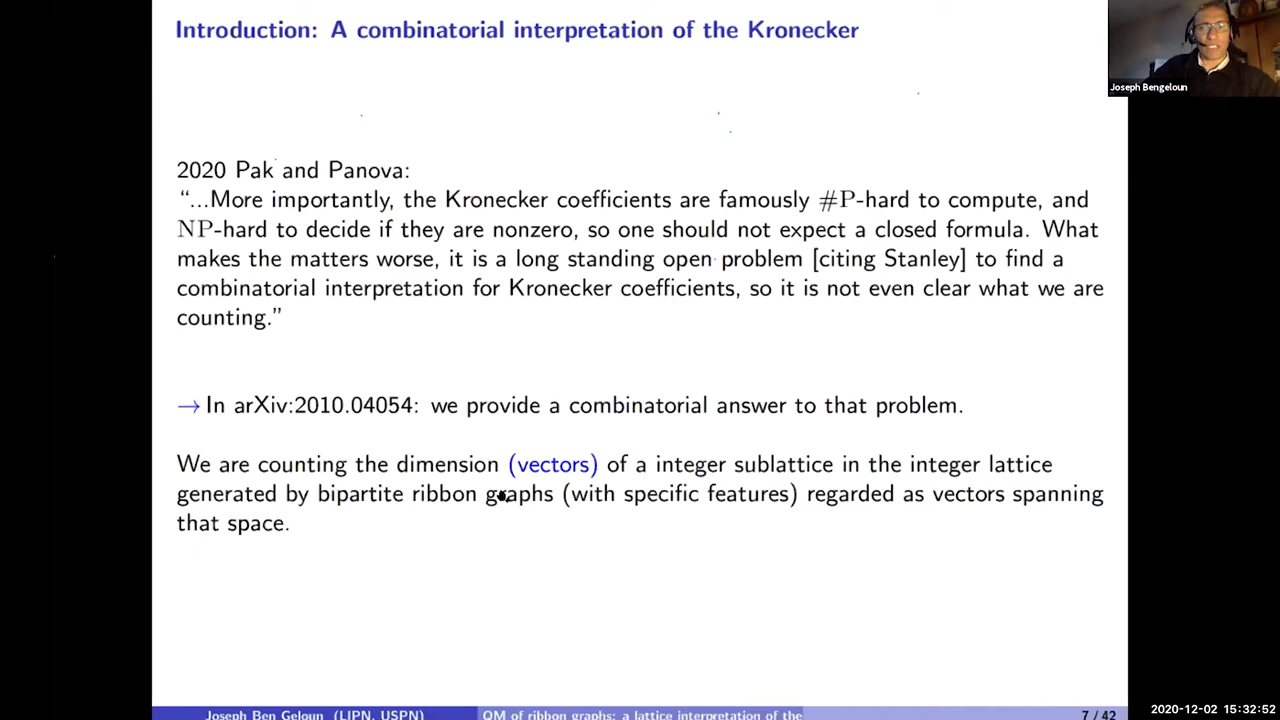 Introduction: A combinatorial interpretation of the Kronecker
Joseph Bengeloun
2020 Pak and Panova:
“...More importantly, the Kronecker coefficients are famously #P-hard to compute, and
NP-hard to decide if they are nonzero, so one should not expect a closed formula. What
makes the matters worse, it is a long standing open problem [citing Stanley] to find a
combinatorial interpretation for Kronecker coefficients, so it is not even clear what we are
counting.”
→ In arXiv:2010.04054: we provide a combinatorial answer to that problem.
We are counting the dimension (vectors) of a integer sublattice in the integer lattice
generated by bipartite ribbon graphs (with specific features) regarded as vectors spanning
that space.
Joseph Ben Geloun (LIPN, USPN)
QM of ribbon graphs: a lattice interpretation of the
7 / 42
2020-12-02 15:32:52